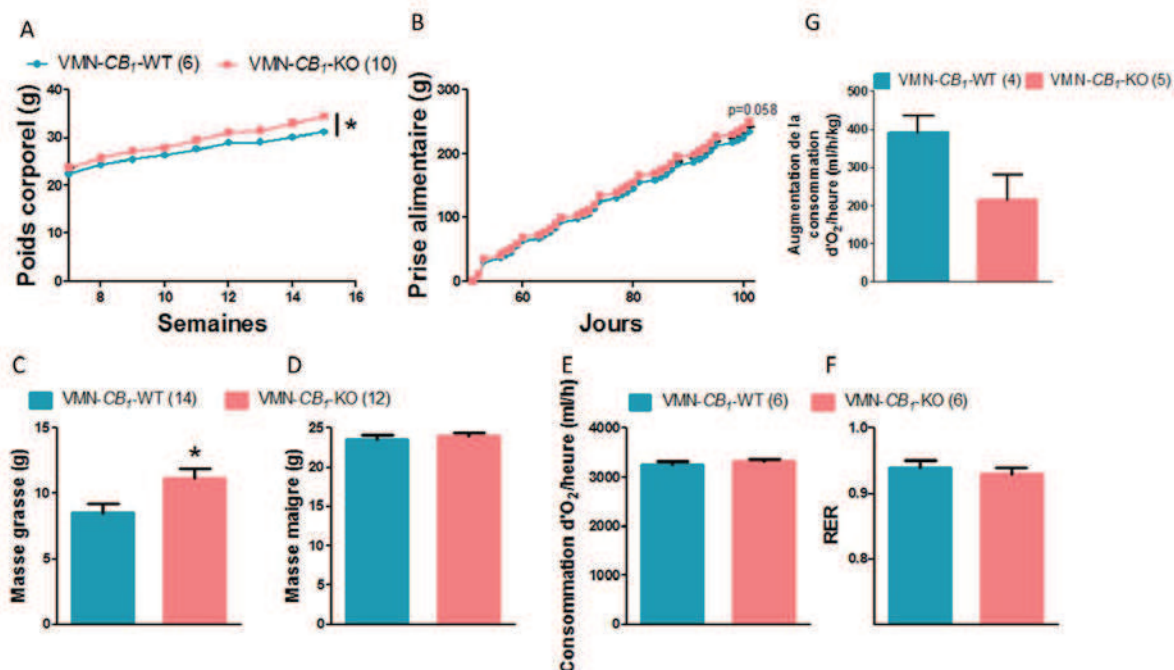 A
VMN-CB₁-WT (6)
VMN-CB₁-KO (10)
Poids corporel (g)
40
30
20
10
0
*
8
10
12
14
16
Semaines
B
Prise alimentaire (g)
300
200
100
0
p=0.058
60
80
100
Jours
G
VMN-CB₁-WT (4)
VMN-CB₁-KO (5)
Augmentation de la
consommation
d'O₂/heure (ml/h/kg)
500
400
300
200
100
0
C
D
VMN-CB₁-WT (14)
VMN-CB₁-KO (12)
Masse grasse (g)
15
10
5
0
*
Masse maigre (g)
25
20
15
10
5
0
E
F
VMN-CB₁-WT (6)
VMN-CB₁-KO (6)
Consommation d'O₂/heure (ml/h)
4000
3000
2000
1000
0
RER
1.0
0.9
0.8